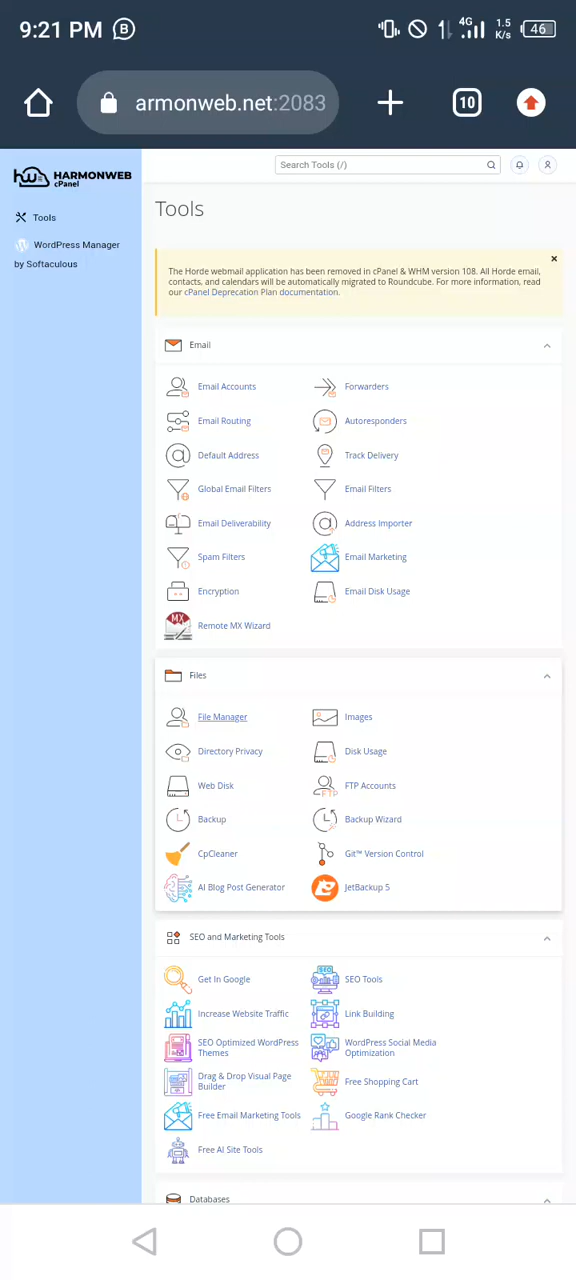 9:21 PM
4G
1.5
K/s
46
armonweb.net:2083
10
HARMONWEB
cPanel
Search Tools (/)
Tools
WordPress Manager
by Softaculous
Tools
The Horde webmail application has been removed in cPanel & WHM version 108. All Horde email,
contacts, and calendars will be automatically migrated to Roundcube. For more information, read
our cPanel Deprecation Plan documentation.
Email
Email Accounts
Forwarders
Email Routing
Autoresponders
Default Address
Track Delivery
Global Email Filters
Email Filters
Email Deliverability
Address Importer
Spam Filters
Email Marketing
Encryption
Email Disk Usage
MX
Remote MX Wizard
Files
File Manager
Images
Directory Privacy
Disk Usage
Web Disk
FTP
FTP Accounts
Backup
Backup Wizard
CpCleaner
Git™ Version Control
AI Blog Post Generator
JetBackup 5
SEO and Marketing Tools
Get In Google
SEO
SEO Tools
Increase Website Traffic
Link Building
SEO Optimized WordPress
Themes
WordPress Social Media
Optimization
Drag & Drop Visual Page
Builder
Free Shopping Cart
Free Email Marketing Tools
Google Rank Checker
Free AI Site Tools
Databases